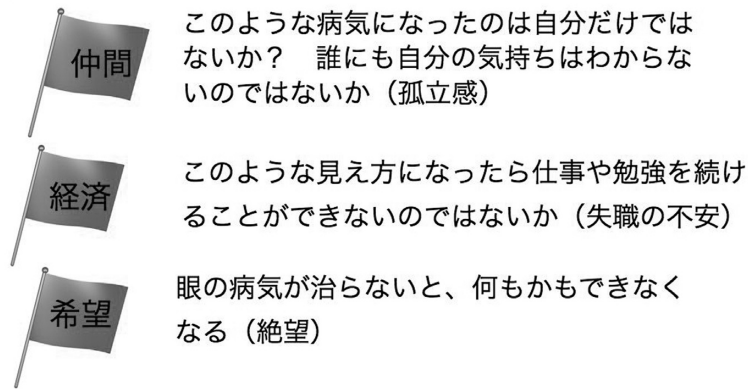 仲間
このような病気になったのは自分だけでは
ないか？　誰にも自分の気持ちはわからな
いのではないか（孤立感）
経済
このような見え方になったら仕事や勉強を続け
ることができないのではないか（失職の不安）
希望
眼の病気が治らないと、何もかもできなく
なる（絶望）